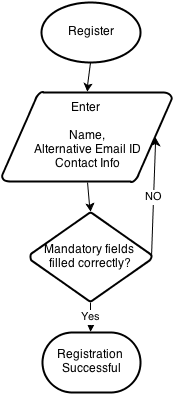 Register
Enter
Name,
Alternative Email ID
Contact Info
NO
Mandatory fields
filled correctly?
Yes
Registration
Successful